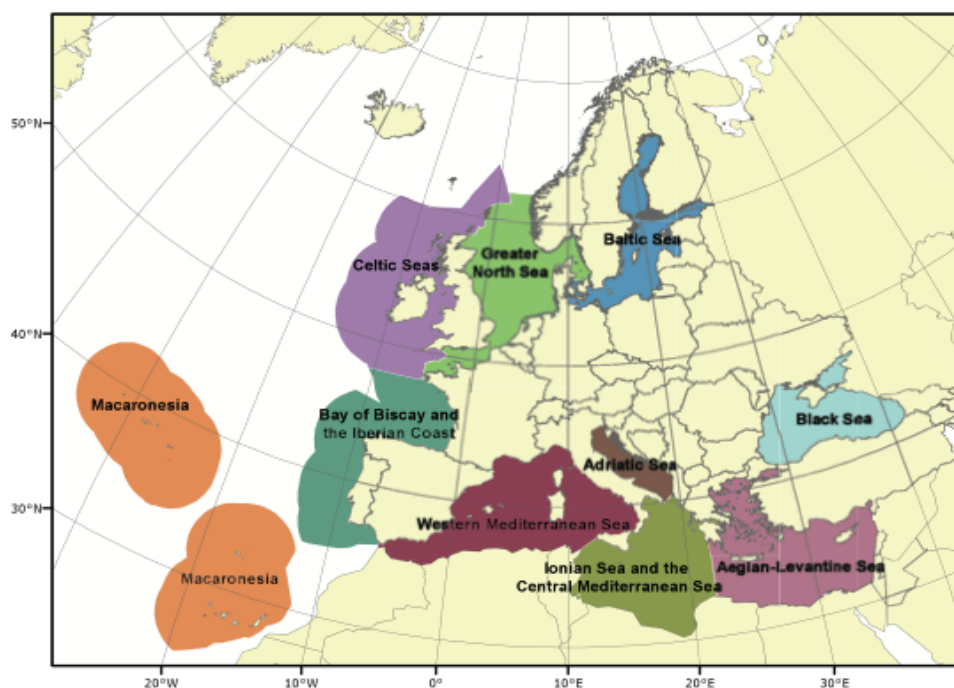 50°N
40°N
30°N
Celtic Seas
Greater
North Sea
Baltic Sea
Macaronesia
Bay of Biscay and
the Iberian Coast
Black Sea
Adriatic Sea
Western Mediterranean Sea
Ionian Sea and the
Central Mediterranean Sea
Aegian-Levantine Sea
Macaronesia
20°W
10°W
0°
10°E
20°E
30°E